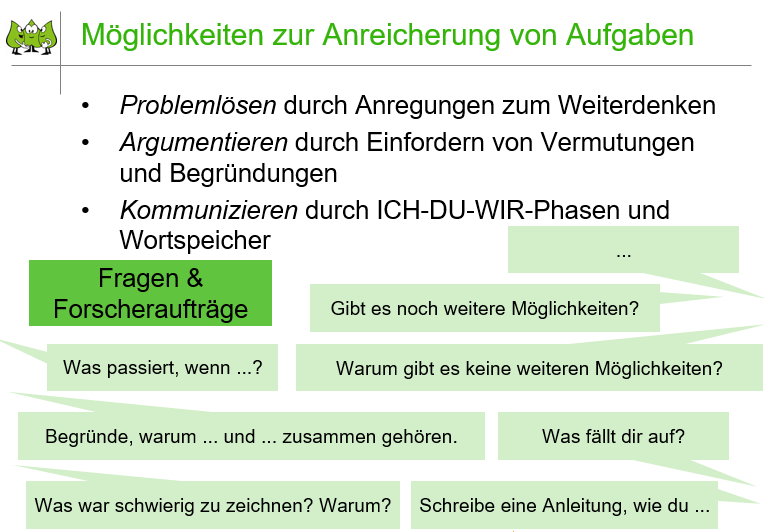 Möglichkeiten zur Anreicherung von Aufgaben
• Problemlösen durch Anregungen zum Weiterdenken
• Argumentieren durch Einfordern von Vermutungen
und Begründungen
• Kommunizieren durch ICH-DU-WIR-Phasen und
Wortspeicher
...
Fragen &
Forscheraufträge
Gibt es noch weitere Möglichkeiten?
Was passiert, wenn ...?
Warum gibt es keine weiteren Möglichkeiten?
Begründe, warum ... und ... zusammen gehören.
Was fällt dir auf?
Was war schwierig zu zeichnen? Warum?
Schreibe eine Anleitung, wie du ...